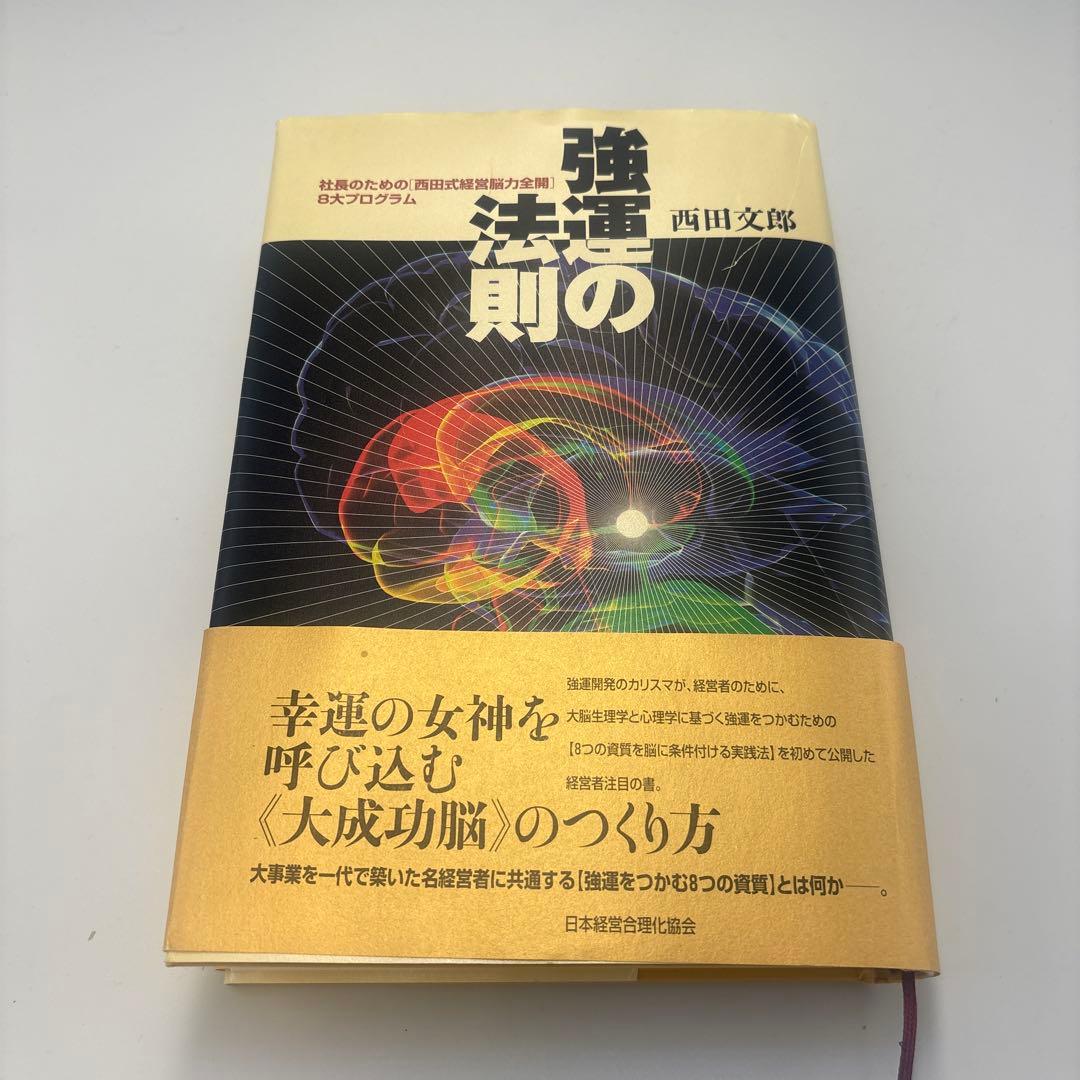 強運の
法則
社長のための[西田式経営脳力全開]
8大プログラム
西田文郎
幸運の女神を
呼び込む
《大成功脳》のつくり方
強運開発のカリスマが、経営者のために、
大脳生理学と心理学に基づく強運をつかむための
【8つの資質を脳に条件付ける実践法】を初めて公開した
経営者注目の書。
大事業を一代で築いた名経営者に共通する【強運をつかむ8つの資質】とは何か――。
日本経営合理化協会